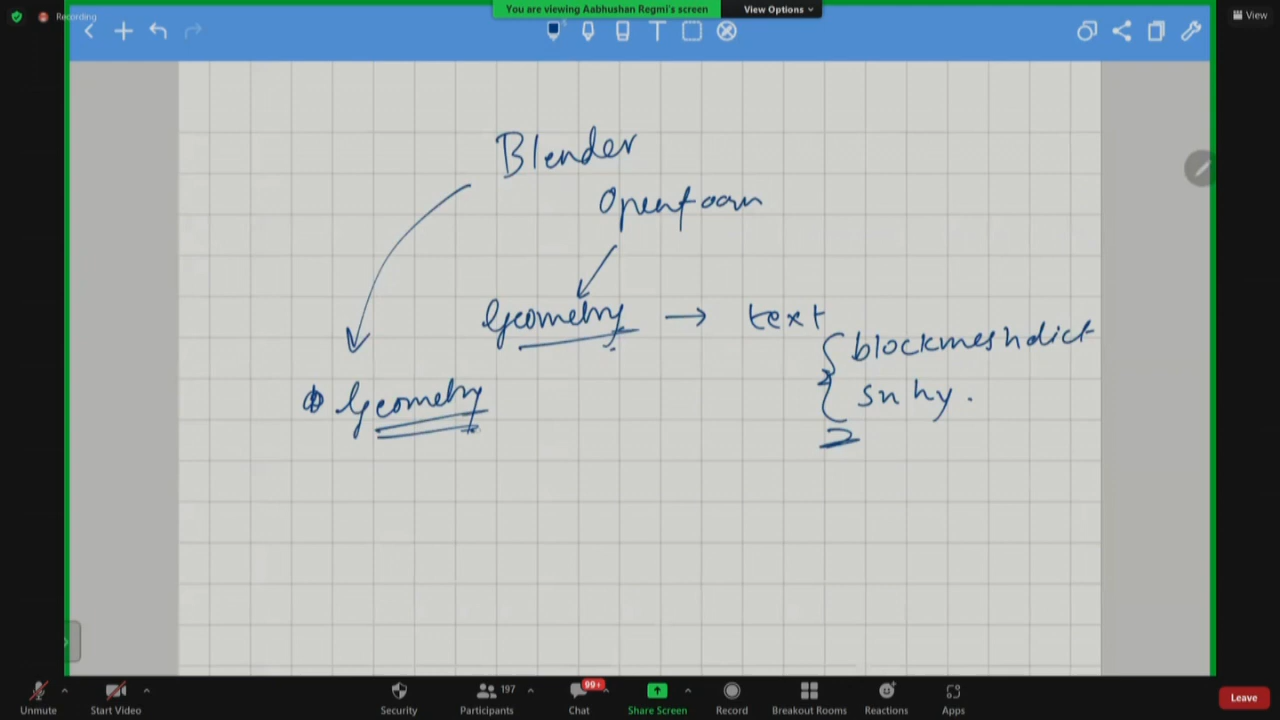 Recording
You are viewing Aabhushan Regmi's screen
View Options
View
Blender
Openfoam
Geometry → text
blockmeshdict
snhy.
Geometry
Unmute
Start Video
Security
197
Participants
99+
Chat
Share Screen
Record
Breakout Rooms
Reactions
Apps
Leave